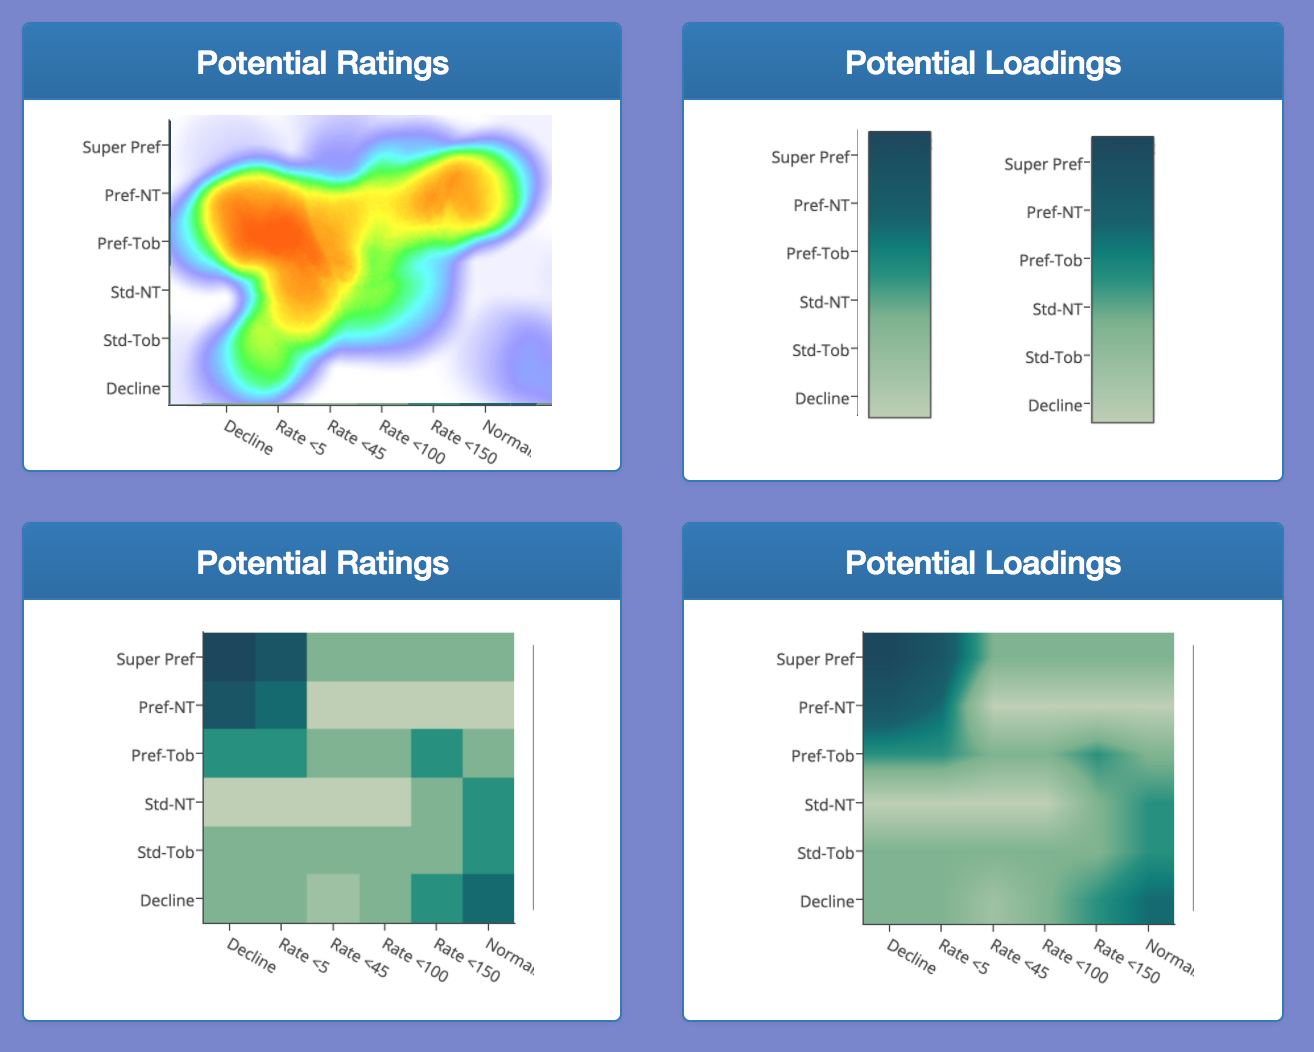 Potential Ratings
Super Pref
Pref-NT
Pref-Tob
Std-NT
Std-Tob
Decline
Decline
Rate <5
Rate <45
Rate <100
Rate <150
Norma
Potential Loadings
Super Pref
Pref-NT
Pref-Tob
Std-NT
Std-Tob
Decline
Super Pref
Pref-NT
Pref-Tob
Std-NT
Std-Tob
Decline
Potential Ratings
Super Pref
Pref-NT
Pref-Tob
Std-NT
Std-Tob
Decline
Decline
Rate <5
Rate <45
Rate <100
Rate <150
Norma
Potential Loadings
Super Pref
Pref-NT
Pref-Tob
Std-NT
Std-Tob
Decline
Decline
Rate <5
Rate <45
Rate <100
Rate <150
Norma